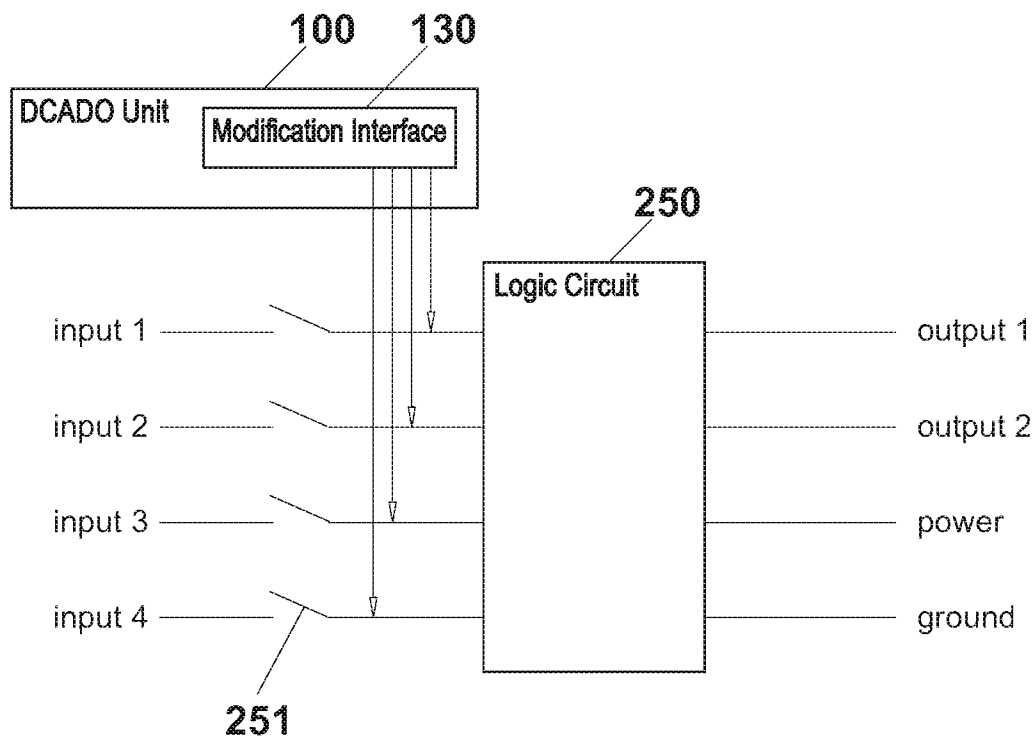 100
130
DCADO Unit
Modification Interface
250
Logic Circuit
input 1
output 1
input 2
output 2
input 3
power
input 4
ground
251